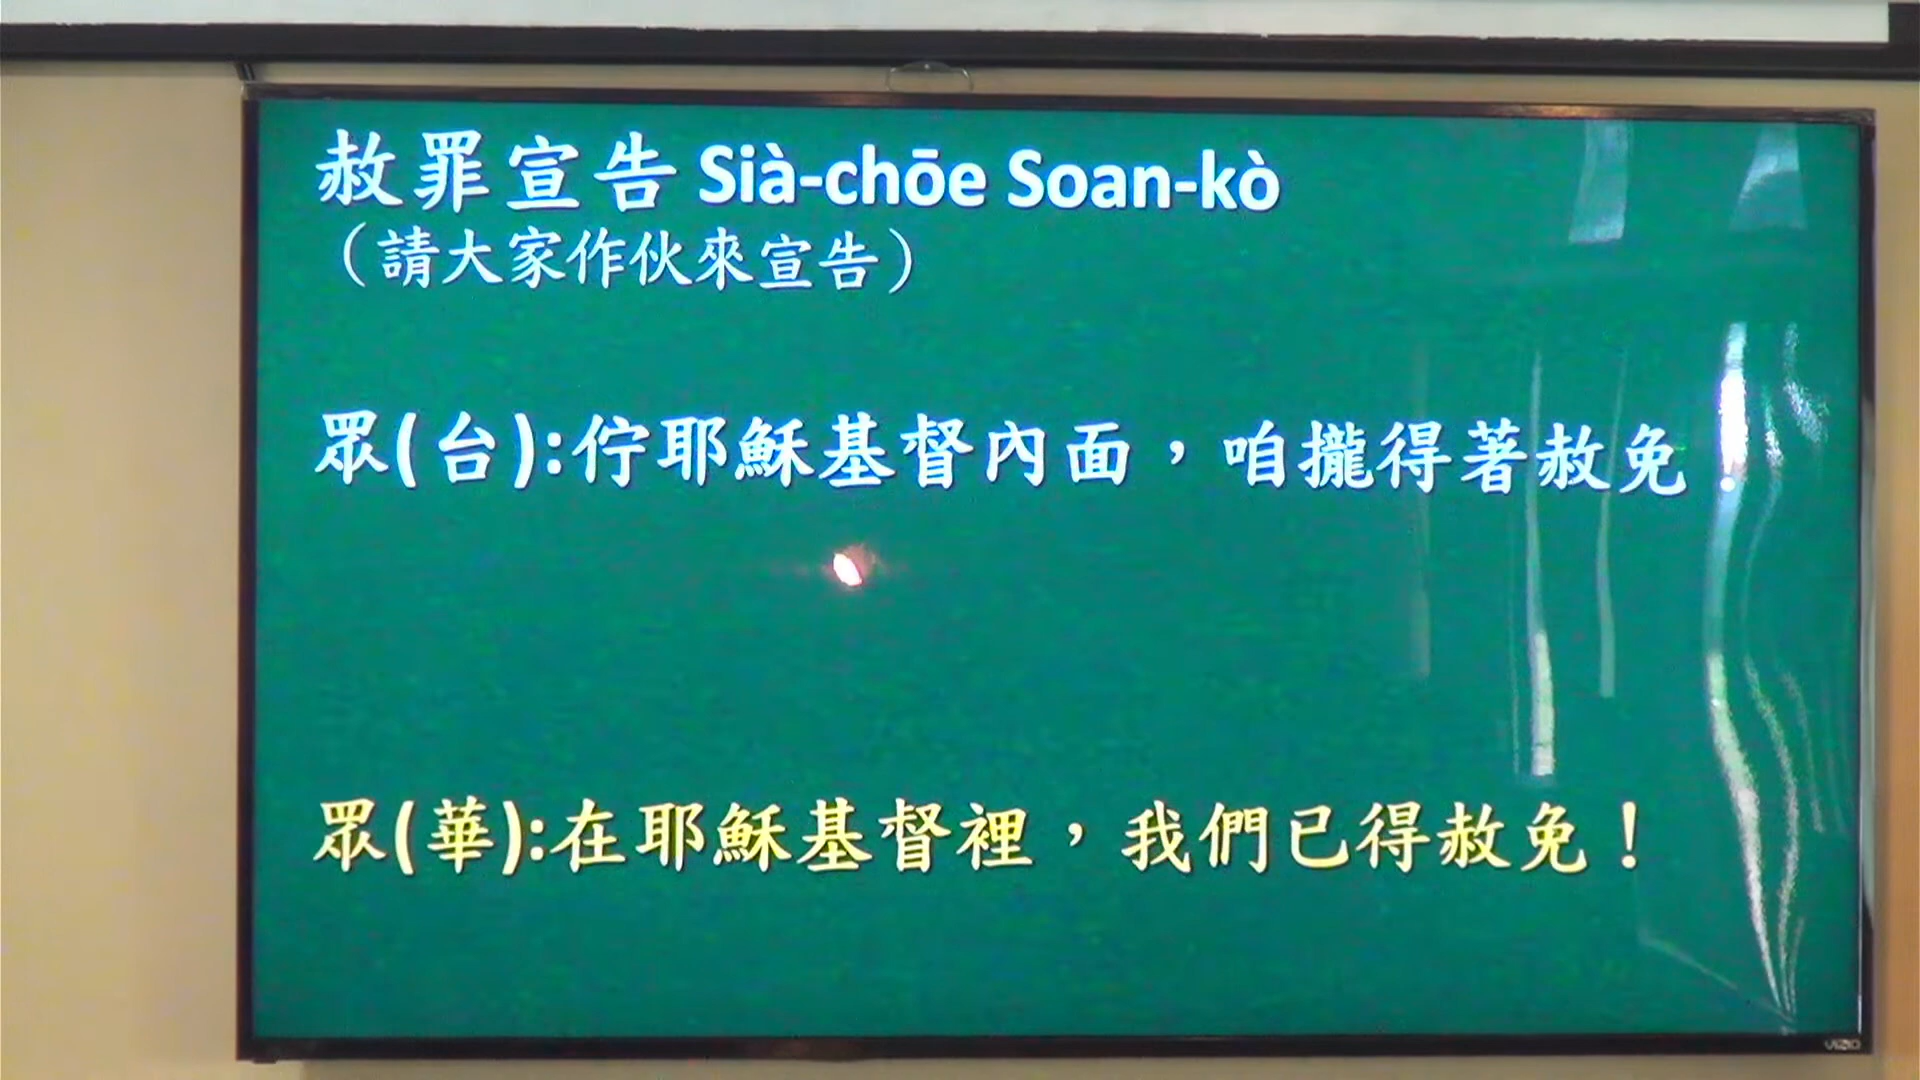 赦罪宣告 Sià-chōe Soan-kò
（請大家作伙來宣告）
眾(台):佇耶穌基督內面，咱攏得著赦免！
眾(華):在耶穌基督裡，我們已得赦免！
VIZIO